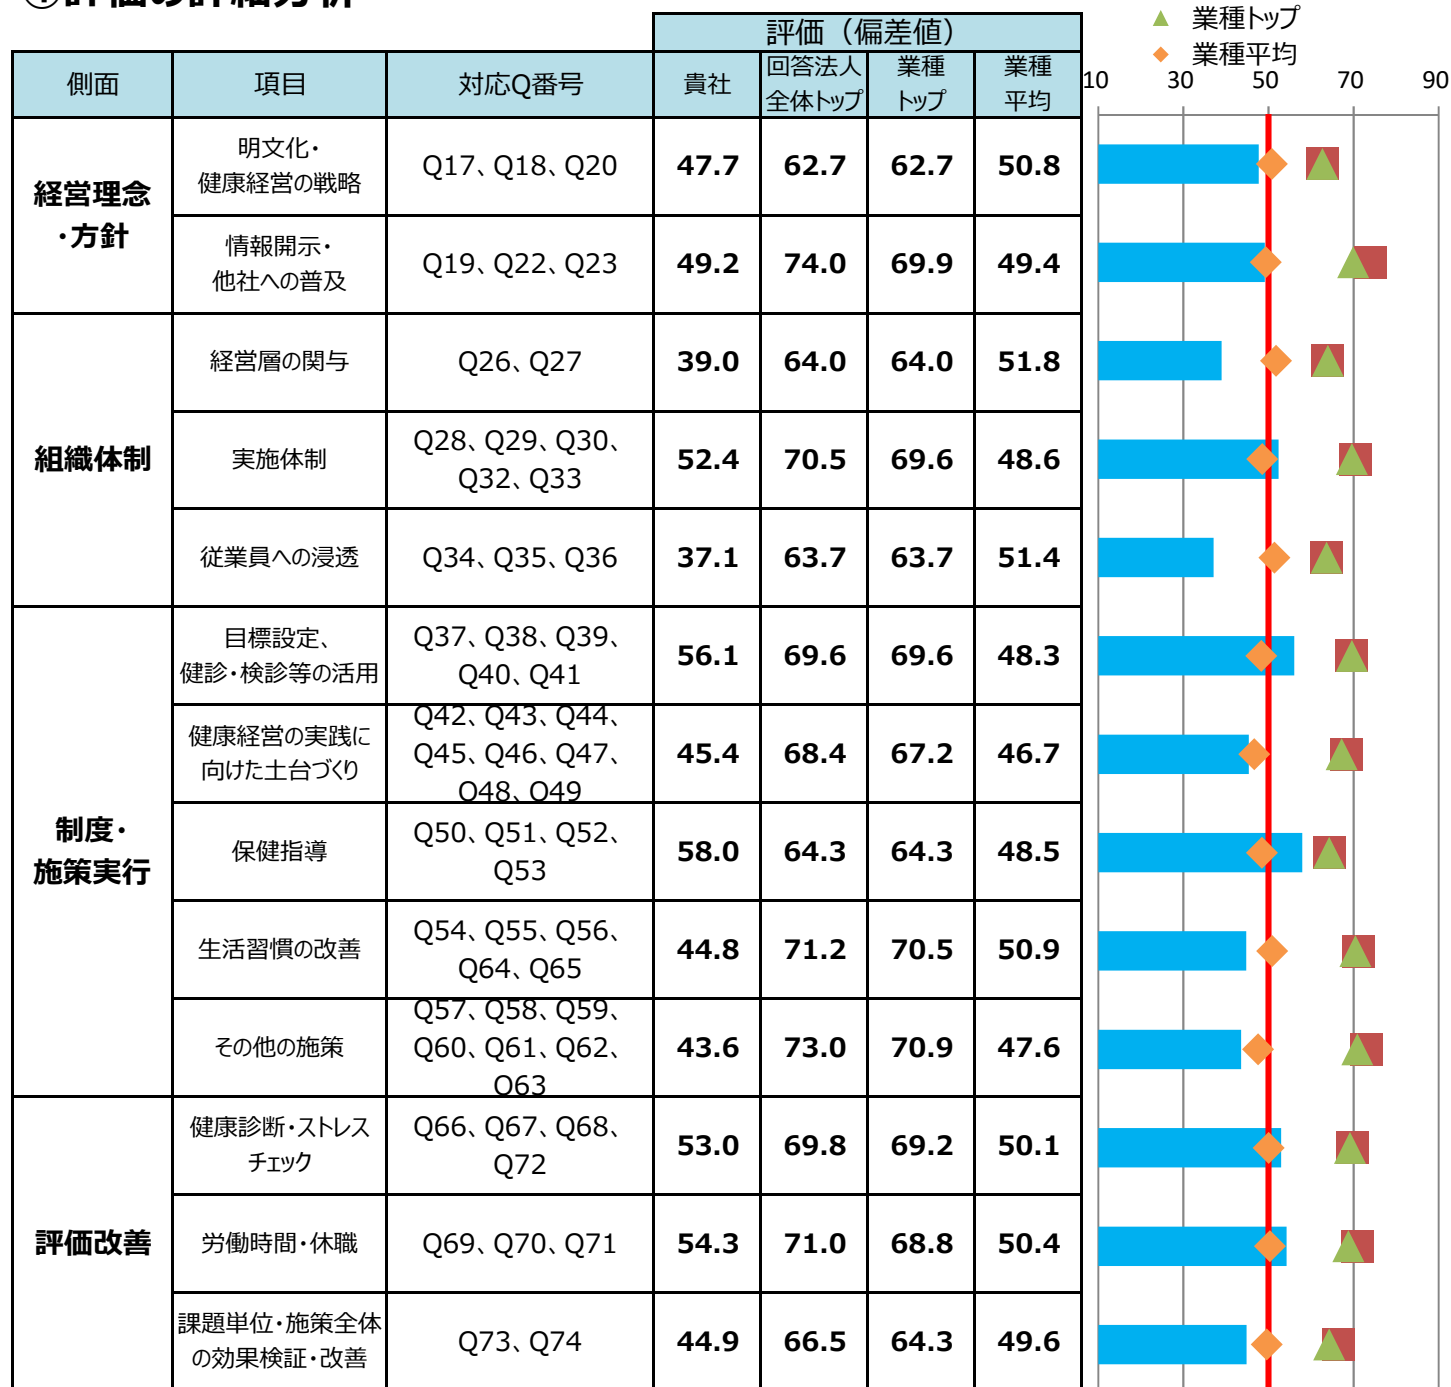 ①評価の詳細分析
▲ 業種トップ
◆ 業種平均
評価（偏差値）
側面 項目 対応Q番号 貴社 回答法人 業種 業種
全体トップ トップ 平均
10 30 50 70 90
経営理念
・方針
明文化・
健康経営の戦略
Q17、Q18、Q20 47.7 62.7 62.7 50.8
情報開示・
他社への普及
Q19、Q22、Q23 49.2 74.0 69.9 49.4
組織体制
経営層の関与 Q26、Q27 39.0 64.0 64.0 51.8
実施体制
Q28、Q29、Q30、
Q32、Q33
52.4 70.5 69.6 48.6
従業員への浸透 Q34、Q35、Q36 37.1 63.7 63.7 51.4
制度・
施策実行
目標設定、
健診・検診等の活用
Q37、Q38、Q39、
Q40、Q41
56.1 69.6 69.6 48.3
健康経営の実践に
向けた土台づくり
Q42、Q43、Q44、
Q45、Q46、Q47、
Q48、Q49
45.4 68.4 67.2 46.7
保健指導
Q50、Q51、Q52、
Q53
58.0 64.3 64.3 48.5
生活習慣の改善
Q54、Q55、Q56、
Q64、Q65
44.8 71.2 70.5 50.9
その他の施策
Q57、Q58、Q59、
Q60、Q61、Q62、
Q63
43.6 73.0 70.9 47.6
評価改善
健康診断・ストレス
チェック
Q66、Q67、Q68、
Q72
53.0 69.8 69.2 50.1
労働時間・休職 Q69、Q70、Q71 54.3 71.0 68.8 50.4
課題単位・施策全体
の効果検証・改善
Q73、Q74 44.9 66.5 64.3 49.6